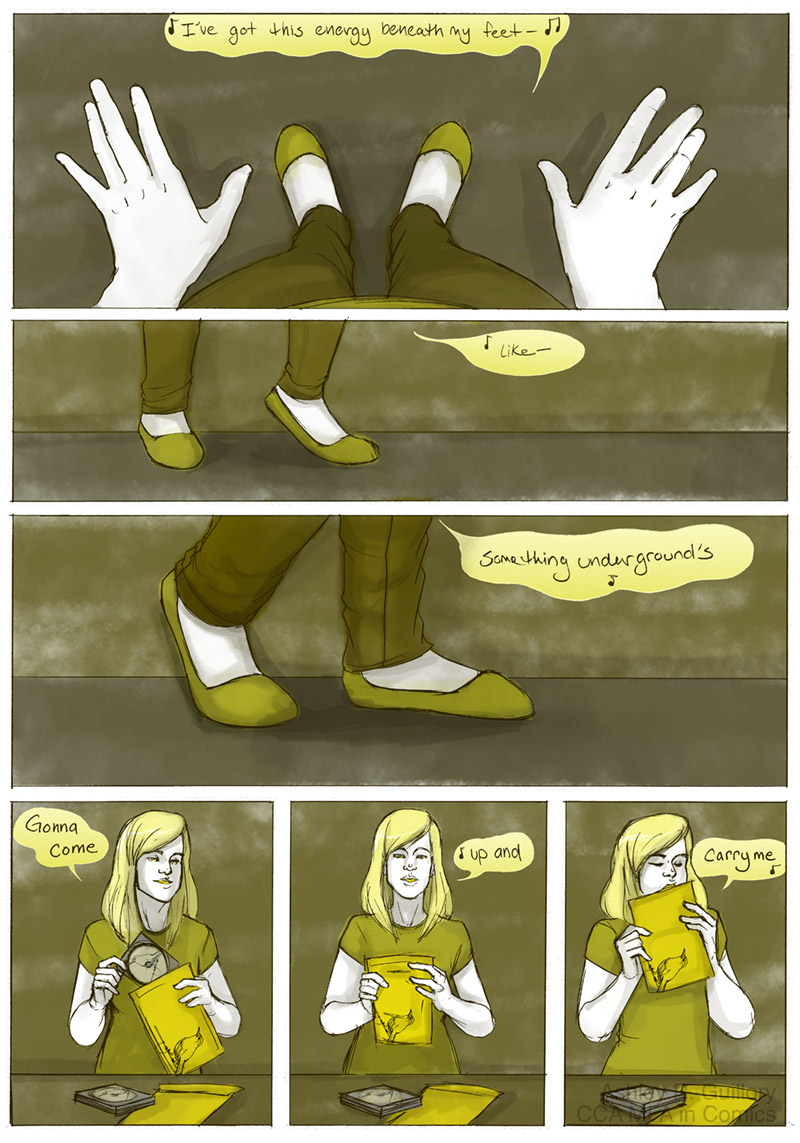 ♪I've got this energy beneath my feet— ♫
♪ Like—
Something underground's
♪
Gonna
come
♪up and
Carry me
♪
Ashley R. Guillory
CCA MFA in Comics